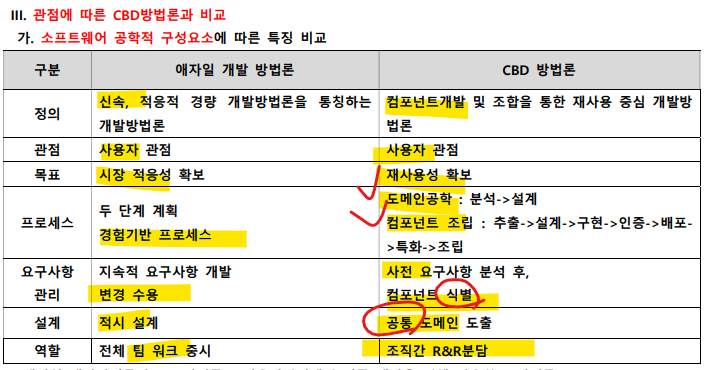 III. 관점에 따른 CBD방법론과 비교
가. 소프트웨어 공학적 구성요소에 따른 특징 비교
구분 애자일 개발 방법론 CBD 방법론
정의 신속, 적응적 경량 개발방법론을 통칭하는 개발방법론 컴포넌트개발 및 조합을 통한 재사용 중심 개발방법론
관점 사용자 관점 사용자 관점
목표 시장 적응성 확보 재사용성 확보
프로세스
두 단계 계획
경험기반 프로세스
도메인공학 : 분석->설계
컴포넌트 조립 : 추출->설계->구현->인증->배포-
>특화->조립
요구사항
관리
지속적 요구사항 개발
변경 수용
사전 요구사항 분석 후,
컴포넌트 식별
설계 적시 설계 공통 도메인 도출
역할 전체 팀 워크 중시 조직간 R&R분담